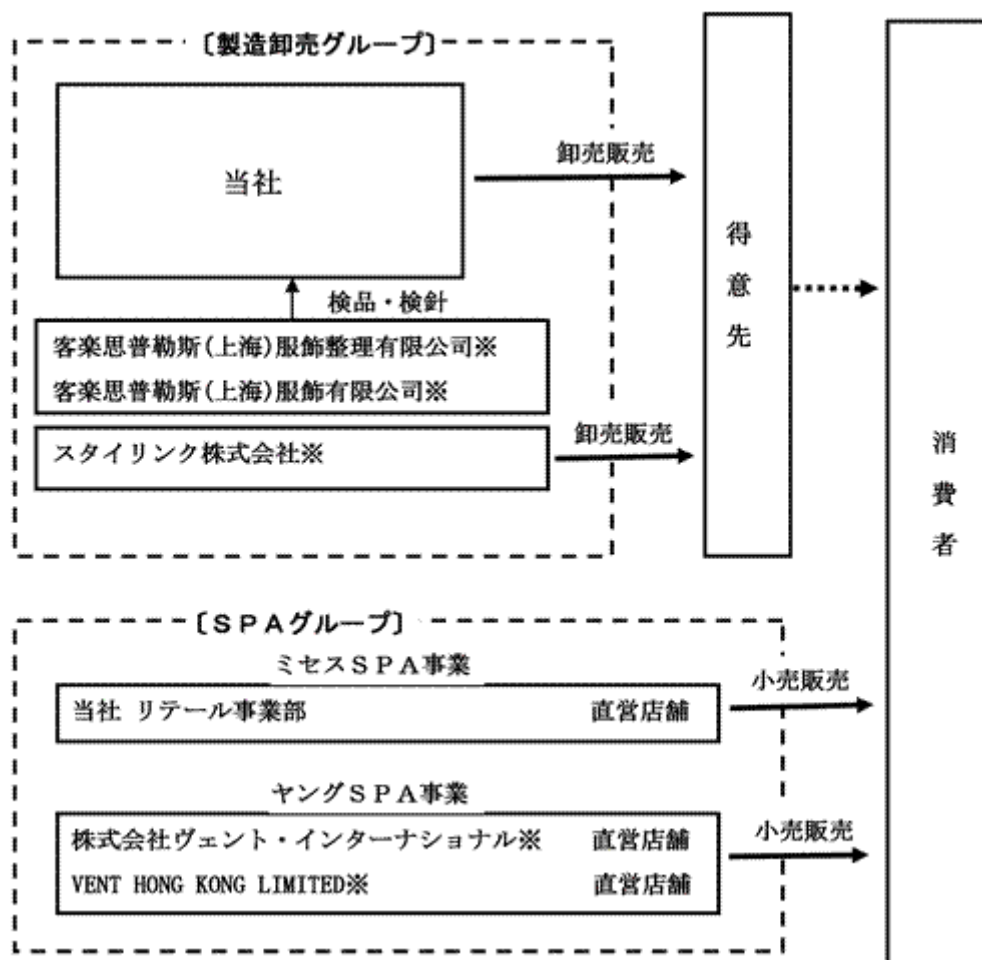 〔製造卸売グループ〕
当社
卸売販売
検品・検針
客楽思普勒斯(上海)服飾整理有限公司※
客楽思普勒斯(上海)服飾有限公司※
スタイリンク株式会社※
卸売販売
得意先
消費者
〔SPAグループ〕
ミセスSPA事業
当社 リテール事業部 直営店舗
小売販売
ヤングSPA事業
株式会社ヴェント・インターナショナル※ 直営店舗
VENT HONG KONG LIMITED※ 直営店舗
小売販売